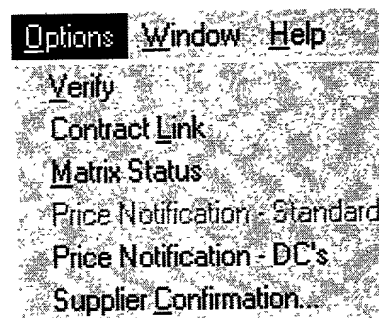 Options Window Help
Verify
Contract Link
Matrix Status
Price Notification - Standard
Price Notification - DC's
Supplier Confirmation...